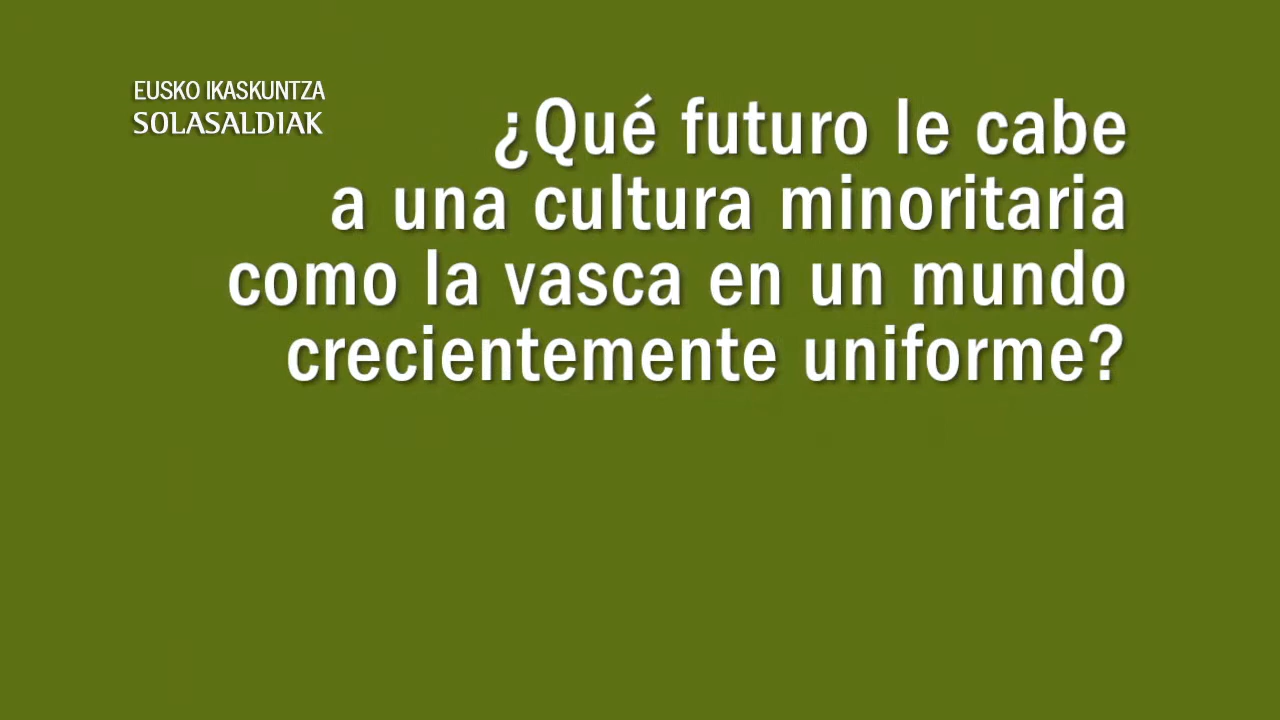 EUSKO IKASKUNTZA
SOLASALDIAK
¿Qué futuro le cabe
a una cultura minoritaria
como la vasca en un mundo
crecientemente uniforme?